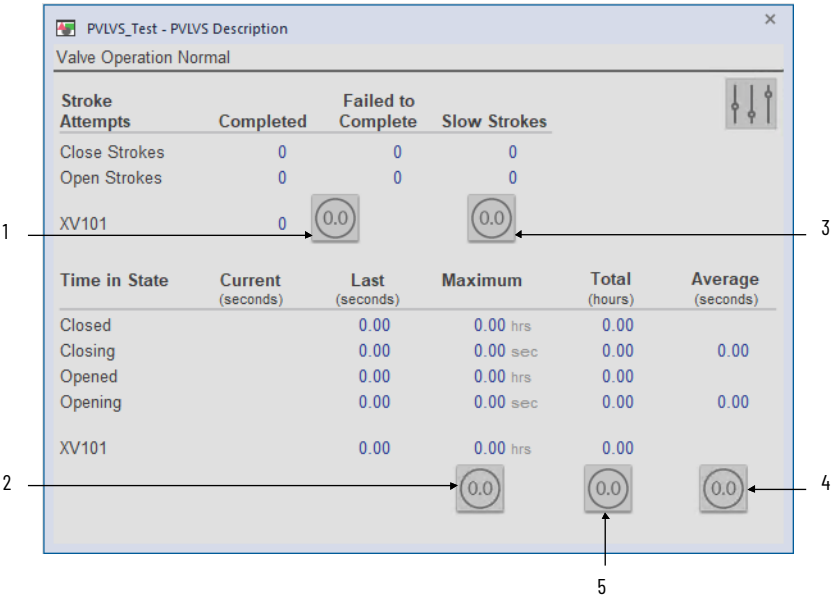 PVLVS_Test - PVLVS Description
Valve Operation Normal
Stroke Attempts Completed Failed to Complete Slow Strokes
Close Strokes 0 0 0
Open Strokes 0 0 0
XV101 0 0.0 0.0
1
3
Time in State Current (seconds) Last (seconds) Maximum Total (hours) Average (seconds)
Closed 0.00 0.00 hrs 0.00
Closing 0.00 0.00 sec 0.00 0.00
Opened 0.00 0.00 hrs 0.00
Opening 0.00 0.00 sec 0.00 0.00
XV101 0.00 0.00 hrs 0.00
2 0.0 0.0 0.0 4
5